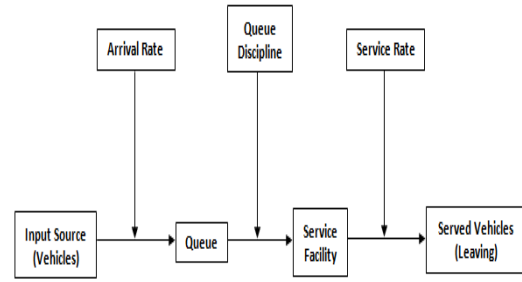 Arrival Rate
Queue
Discipline
Service Rate
Input Source
(Vehicles)
Queue
Service
Facility
Served Vehicles
(Leaving)